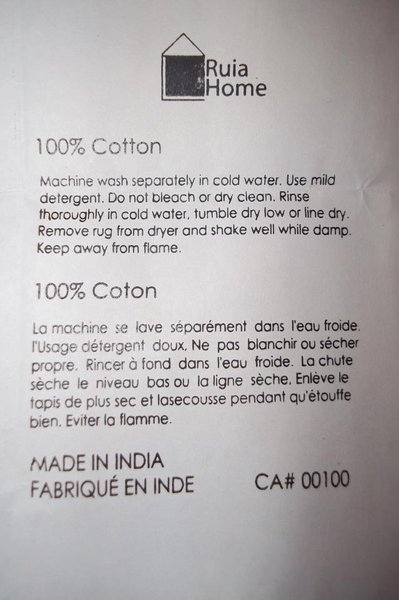 Ruia
Home
100% Cotton
Machine wash separately in cold water. Use mild
detergent. Do not bleach or dry clean. Rinse
thoroughly in cold water, tumble dry low or line dry.
Remove rug from dryer and shake well while damp.
Keep away from flame.
100% Coton
La machine se lave séparément dans l'eau froide.
l'Usage détergent doux, Ne pas blanchir ou sécher
propre. Rincer à fond dans l'eau froide. La chute
sèche le niveau bas ou la ligne sèche, Enlève le
tapis de plus sec et lasecousse pendant qu'étouffe
bien. Eviter la flamme.
MADE IN INDIA
FABRIQUÉ EN INDE
CA# 00100